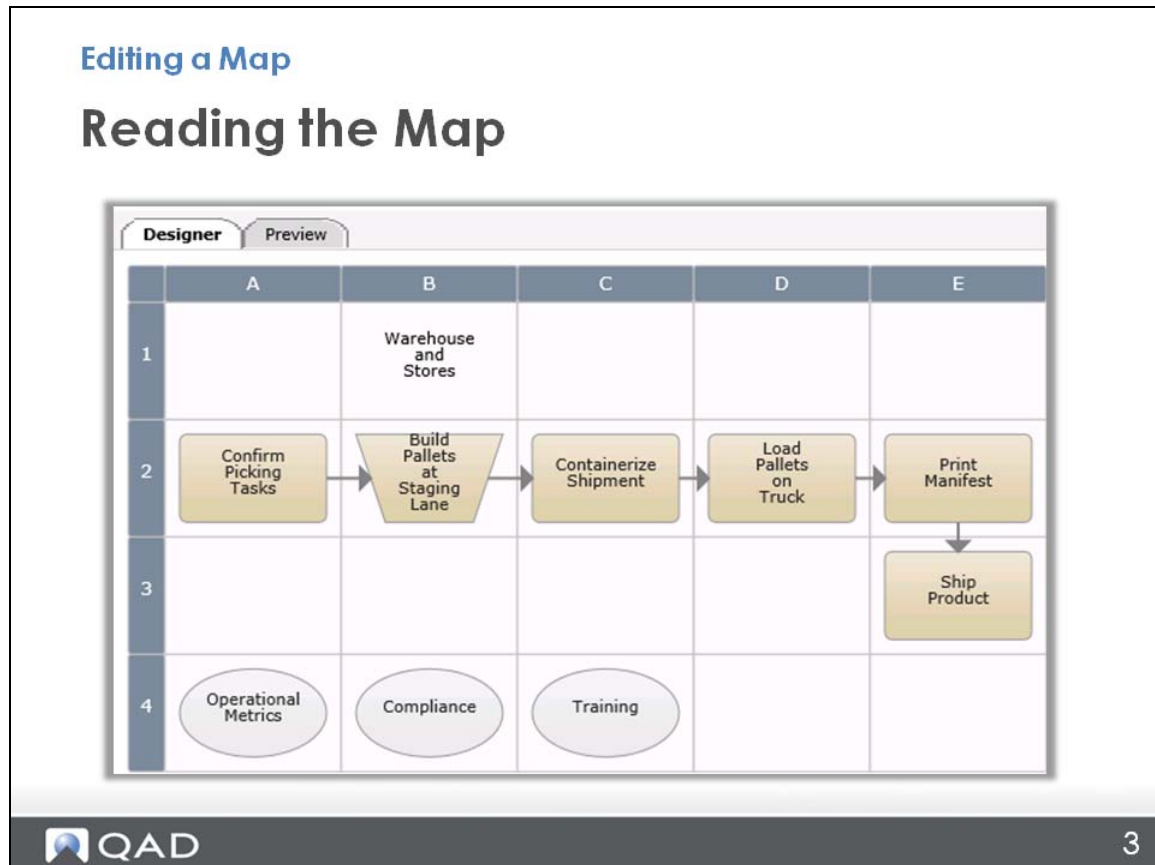 Editing a Map
Reading the Map
Designer Preview
A B C D E
1
Warehouse
and
Stores
2
Confirm
Picking
Tasks
Build
Pallets
at
Staging
Lane
Containerize
Shipment
Load
Pallets
on
Truck
Print
Manifest
3
Ship
Product
4
Operational
Metrics
Compliance
Training
QAD
3